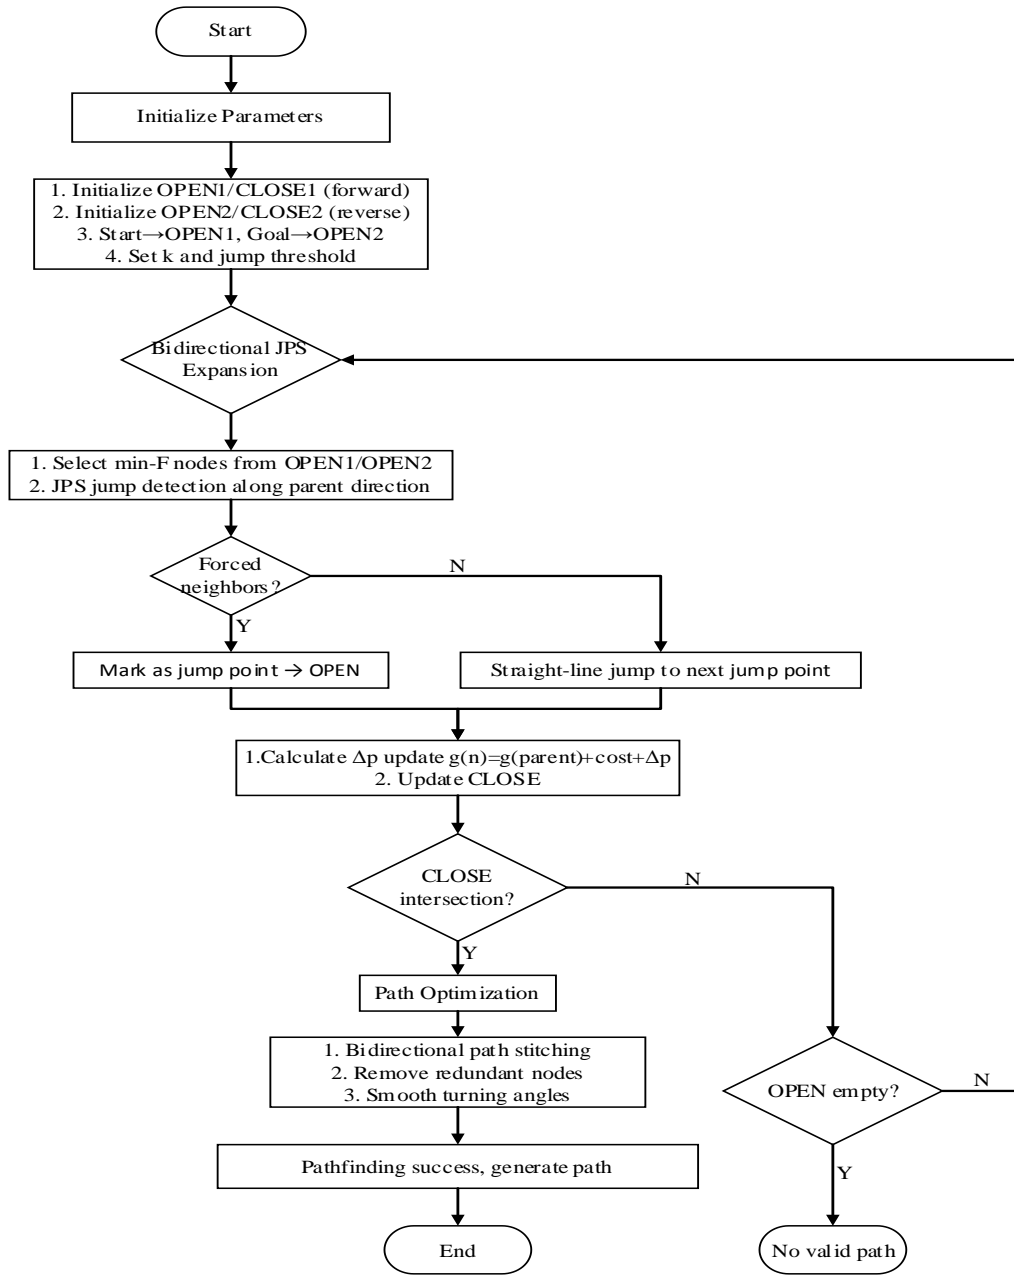 Start
Initialize Parameters
1. Initialize OPEN1/CLOSE1 (forward)
2. Initialize OPEN2/CLOSE2 (reverse)
3. Start→OPEN1, Goal→OPEN2
4. Set k and jump threshold
Bidirectional JPS
Expansion
1. Select min-F nodes from OPEN1/OPEN2
2. JPS jump detection along parent direction
Forced
neighbors?
N
Y
Mark as jump point → OPEN
Straight-line jump to next jump point
1.Calculate Δp update g(n)=g(parent)+cost+Δp
2. Update CLOSE
CLOSE
intersection?
N
Y
Path Optimization
1. Bidirectional path stitching
2. Remove redundant nodes
3. Smooth turning angles
OPEN empty?
N
Y
Pathfinding success, generate path
End
No valid path